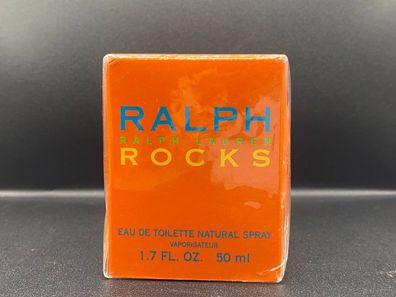 RALPH
RALPH LAUREN
ROCKS
EAU DE TOILETTE NATURAL SPRAY
VAPORISATEUR
1.7 FL. OZ. 50 ml